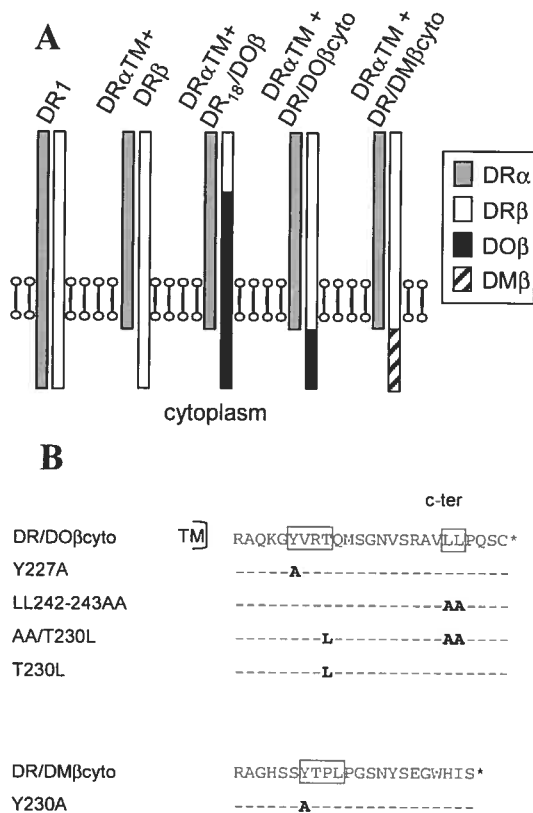 A
DR1
DRαTM+
DRβ
DRαTM+
DR18/DOβ
DRαTM +
DR/DOβcyto
DRαTM +
DR/DMβcyto
DRα
DRβ
DOβ
DMβ
cytoplasm
B
c-ter
DR/DOβcyto TM RAQKGYVRTQMSGNVSRAVLLPQSC*
Y227A A
LL242-243AA AA
AA/T230L L AA
T230L L
DR/DMβcyto RAGHSSYTPLPGSNYSEGWHIS*
Y230A A